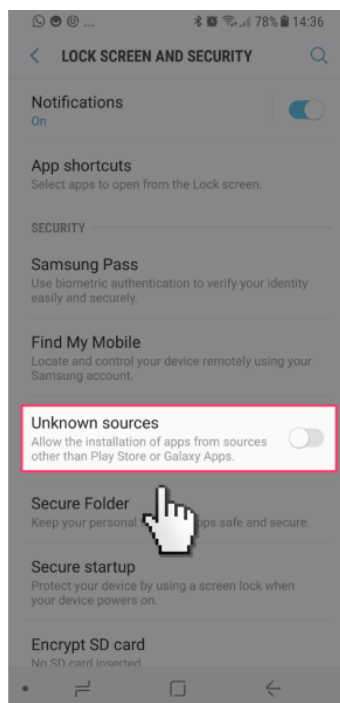 ... 78% 14:36
LOCK SCREEN AND SECURITY
Notifications
On
App shortcuts
Select apps to open from the Lock screen.
SECURITY
Samsung Pass
Use biometric authentication to verify your identity
easily and securely.
Find My Mobile
Locate and control your device remotely using your
Samsung account.
Unknown sources
Allow the installation of apps from sources
other than Play Store or Galaxy Apps.
Secure Folder
Keep your personal ps safe and secure.
Secure startup
Protect your device by using a screen lock when
your device powers on.
Encrypt SD card
No SD card inserted